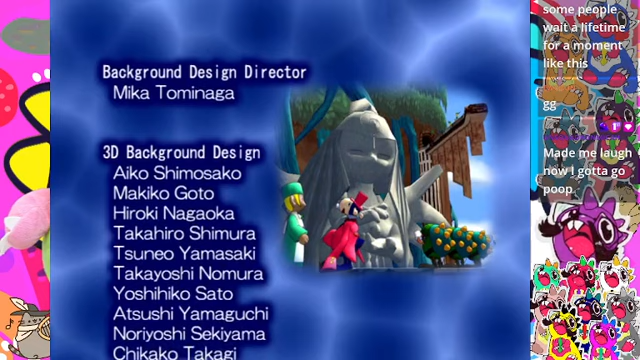 Background Design Director
Mika Tominaga
3D Background Design
Aiko Shimosako
Makiko Goto
Hiroki Nagaoka
Takahiro Shimura
Tsuneo Yamasaki
Takayoshi Nomura
Yoshihiko Sato
Atsushi Yamaguchi
Noriyoshi Sekiyama
Chikako Takagi
some people
wait a lifetime
for a moment
like this
gg
Made me laugh
now I gotta go
poop